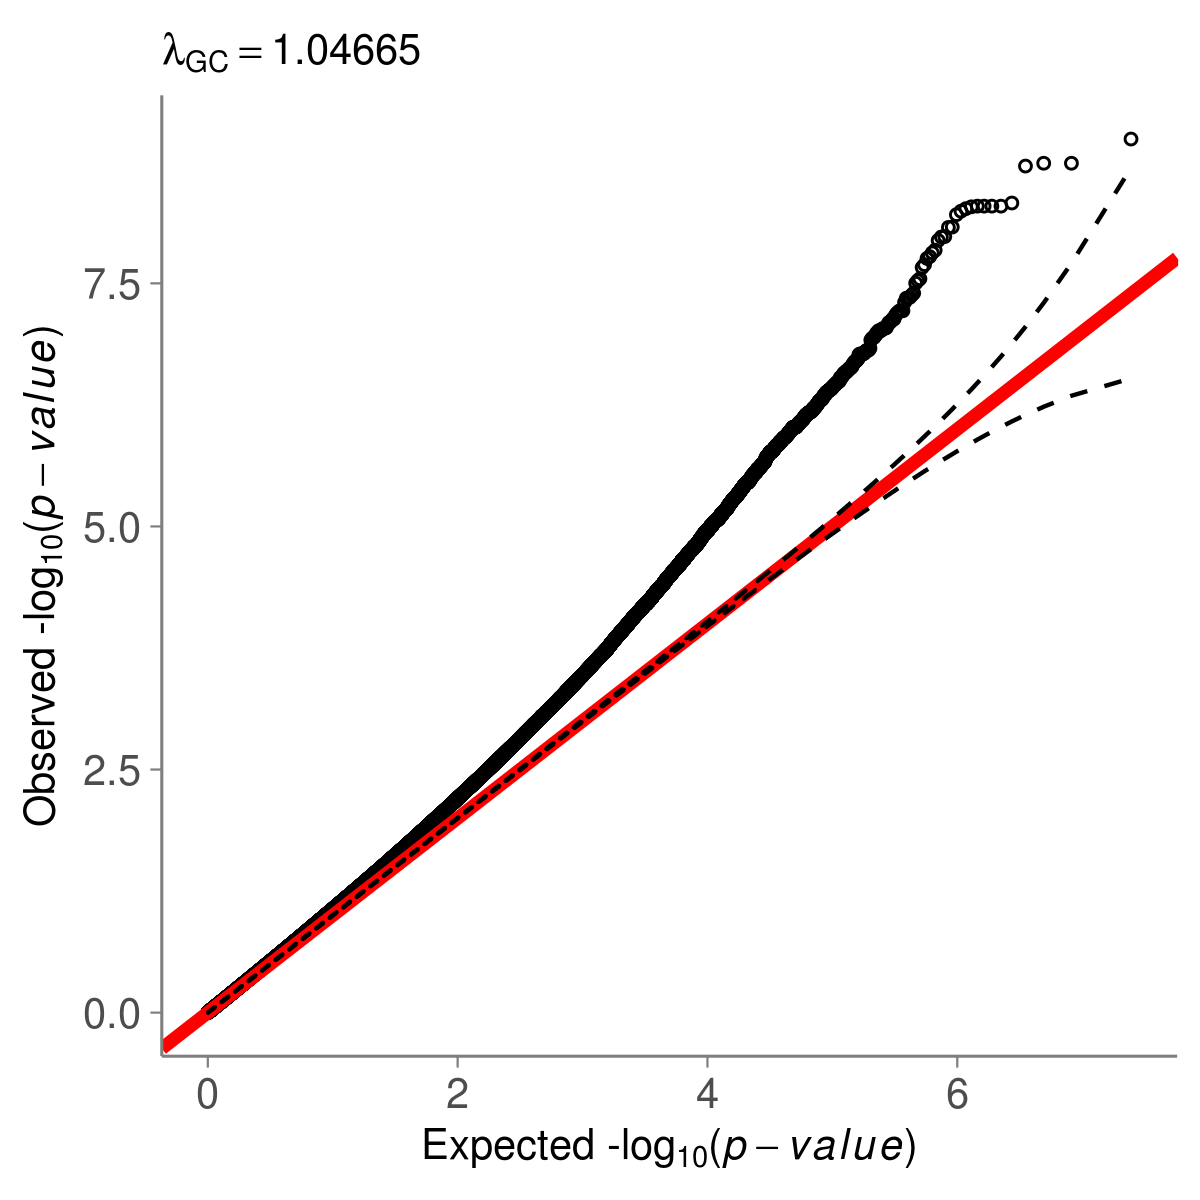 λGC = 1.04665
Observed -log10(p − value)
7.5
5.0
2.5
0.0
0 2 4 6
Expected -log10(p − value)